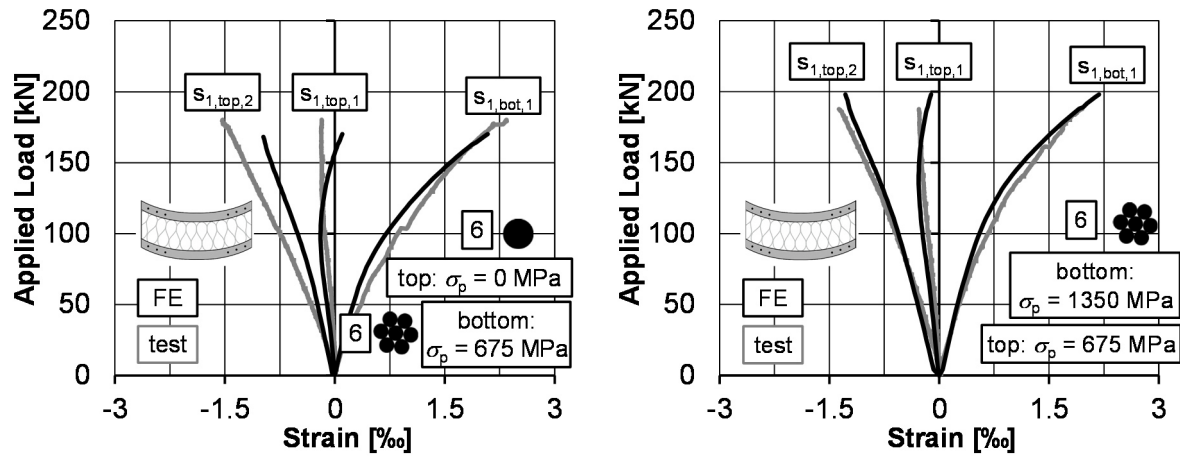 250
200
150
100
50
0
Applied Load [kN]
s1,top,2
s1,top,1
s1,bot,1
6
top: σp = 0 MPa
FE
6
bottom:
σp = 675 MPa
test
-3 -1.5 0 1.5 3
Strain [‰]
250
200
150
100
50
0
Applied Load [kN]
s1,top,2
s1,top,1
s1,bot,1
6
bottom:
σp = 1350 MPa
FE
top: σp = 675 MPa
test
-3 -1.5 0 1.5 3
Strain [‰]